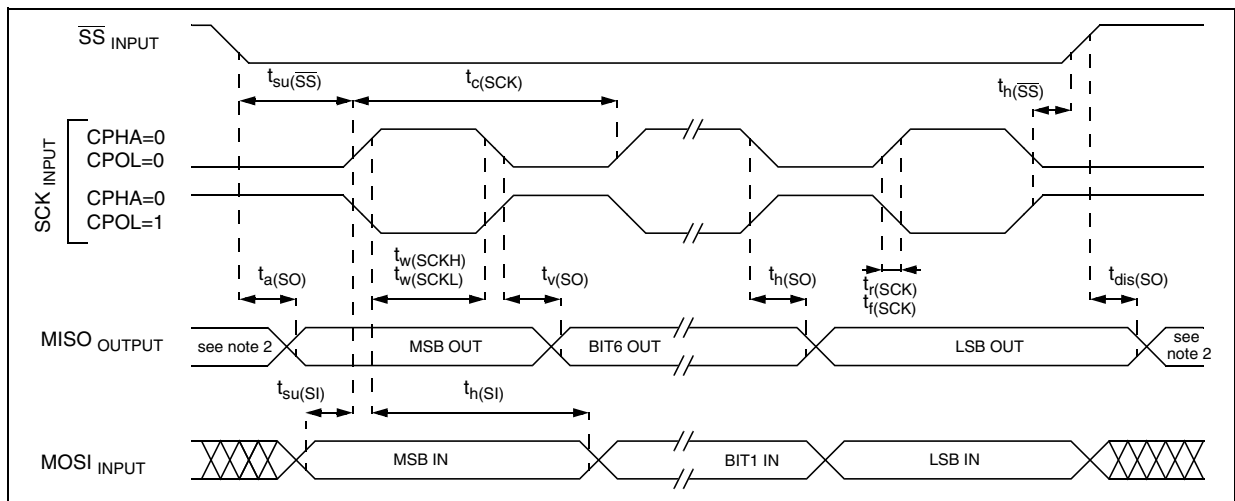 SS INPUT
tsu(SS)
tc(SCK)
th(SS)
SCK INPUT
CPHA=0
CPOL=0
CPHA=0
CPOL=1
ta(SO)
tw(SCKH)
tw(SCKL)
tv(SO)
th(SO)
tr(SCK)
tf(SCK)
tdis(SO)
MISO OUTPUT
see note 2
MSB OUT
BIT6 OUT
LSB OUT
see
note 2
tsu(SI)
th(SI)
MOSI INPUT
MSB IN
BIT1 IN
LSB IN